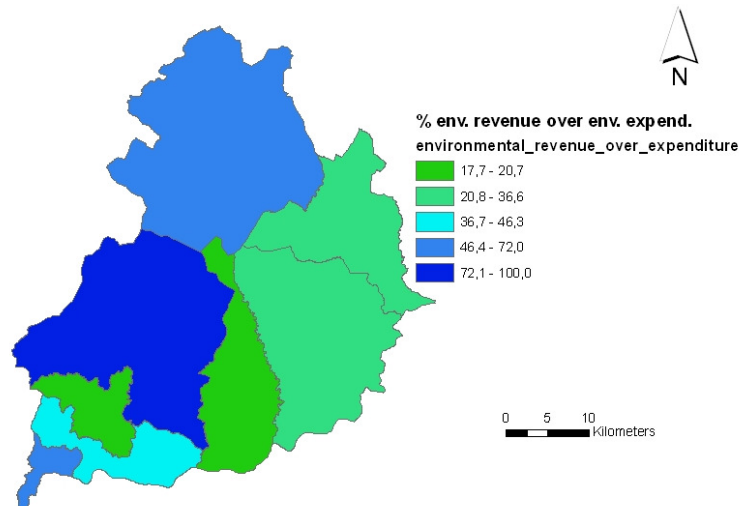 N
% env. revenue over env. expend.
environmental_revenue_over_expenditure
17,7 - 20,7
20,8 - 36,6
36,7 - 46,3
46,4 - 72,0
72,1 - 100,0
0 5 10
Kilometers